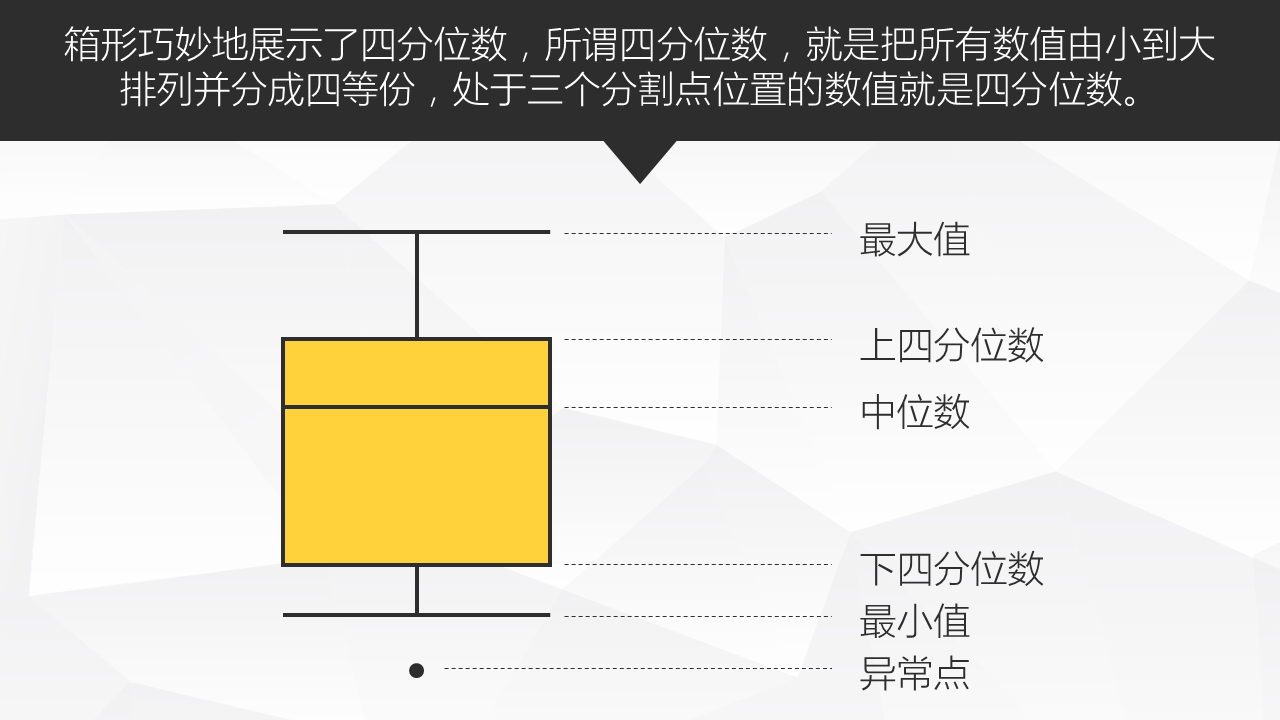 箱形巧妙地展示了四分位数，所谓四分位数，就是把所有数值由小到大
排列并分成四等份，处于三个分割点位置的数值就是四分位数。
最大值
上四分位数
中位数
下四分位数
最小值
异常点